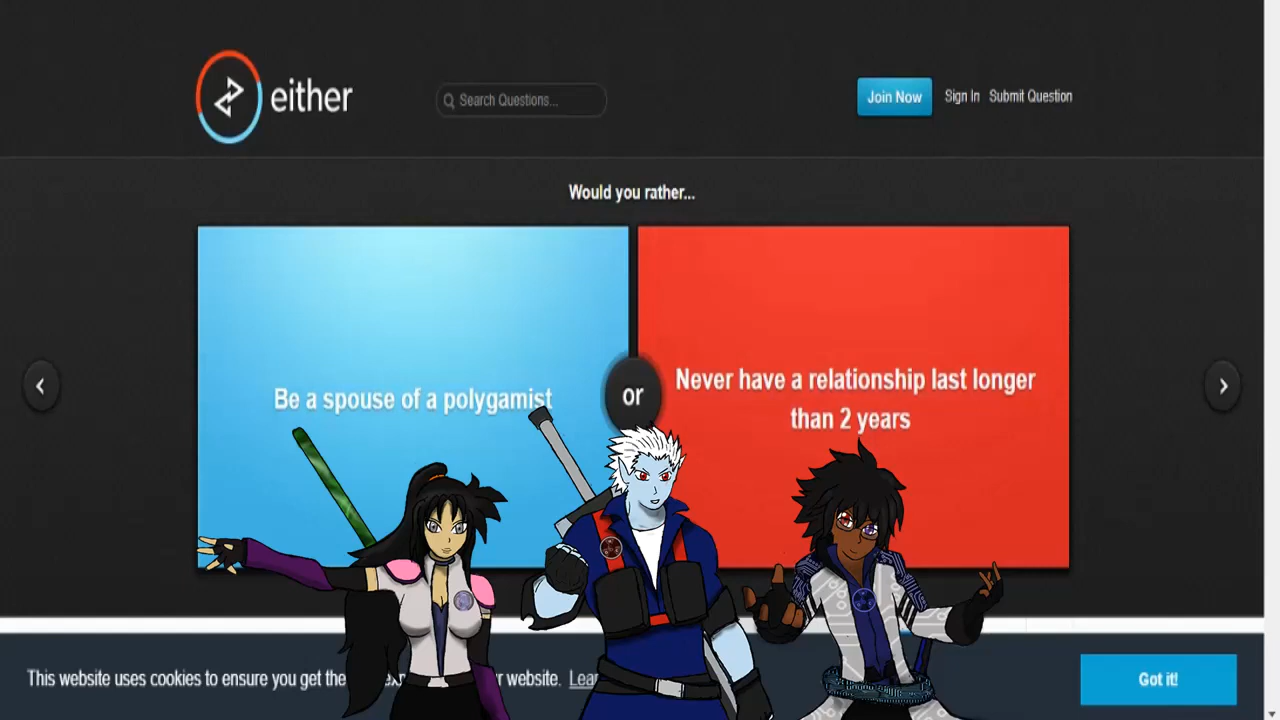 either
Search Questions...
Join Now
Sign In
Submit Question
Would you rather...
Be a spouse of a polygamist
or
Never have a relationship last longer
than 2 years
This website uses cookies to ensure you get the website.
Got it!